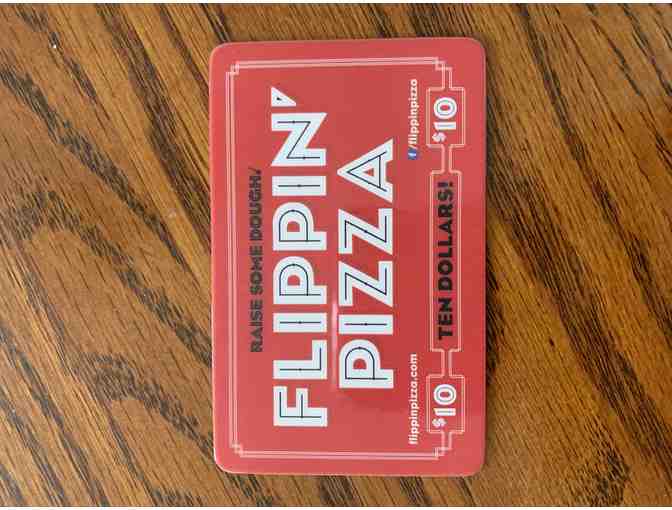 RAISE SOME DOUGH!
FLIPPIN'
PIZZA
flippinpizza.com
f/flippinpizza
$10 TEN DOLLARS! $10